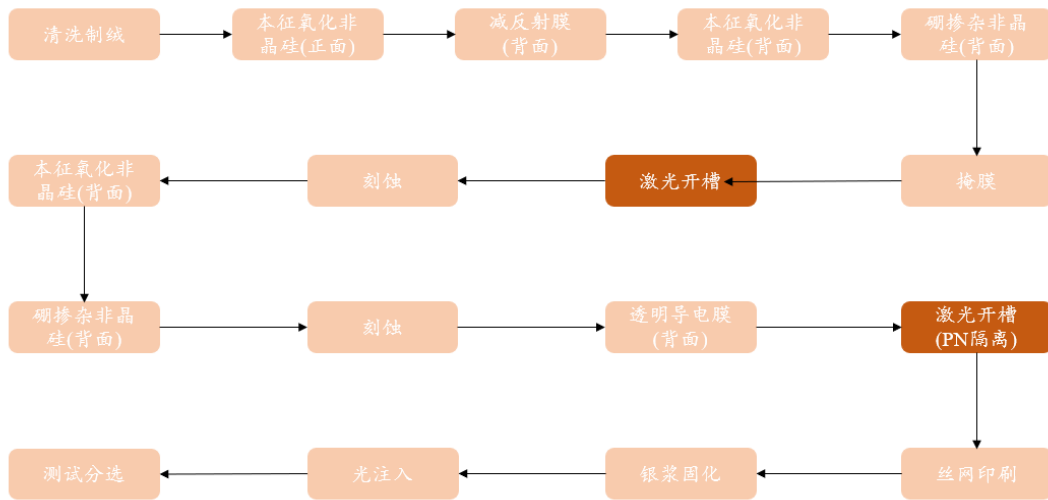 清洗制绒
本征氧化非
晶硅(正面)
减反射膜
(背面)
本征氧化非
晶硅(背面)
硼掺杂非晶
硅(背面)
掩膜
激光开槽
刻蚀
本征氧化非
晶硅(背面)
硼掺杂非晶
硅(背面)
刻蚀
透明导电膜
(背面)
激光开槽
(PN隔离)
丝网印刷
银浆固化
光注入
测试分选